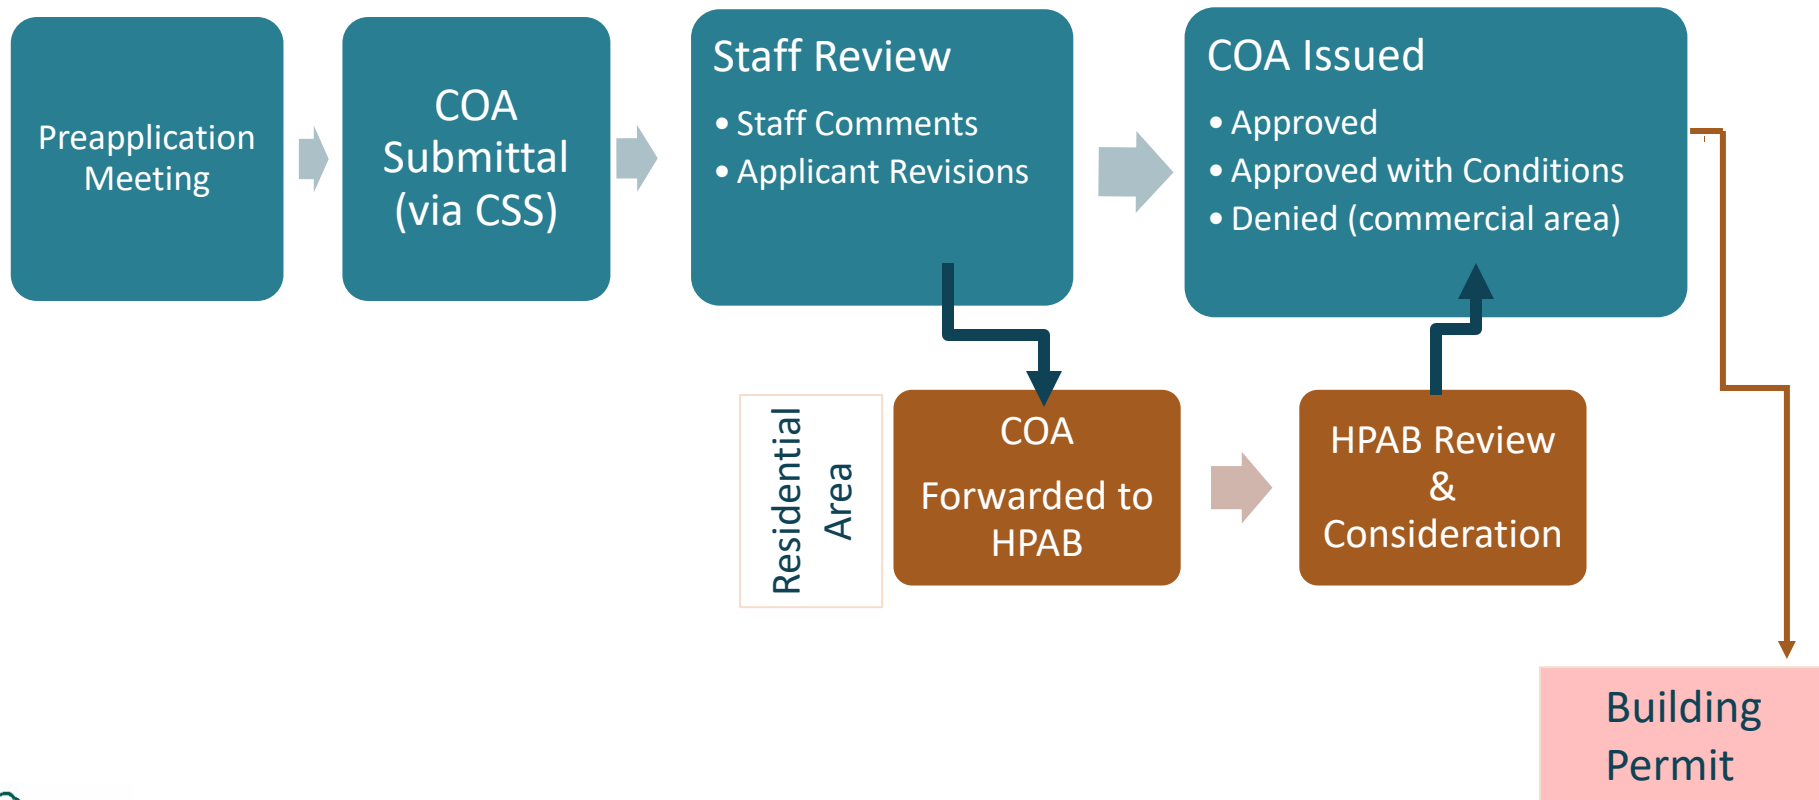 Preapplication
Meeting
COA
Submittal
(via CSS)
Staff Review
• Staff Comments
• Applicant Revisions
COA Issued
• Approved
• Approved with Conditions
• Denied (commercial area)
Residential
Area
COA
Forwarded to
HPAB
HPAB Review
&
Consideration
Building
Permit